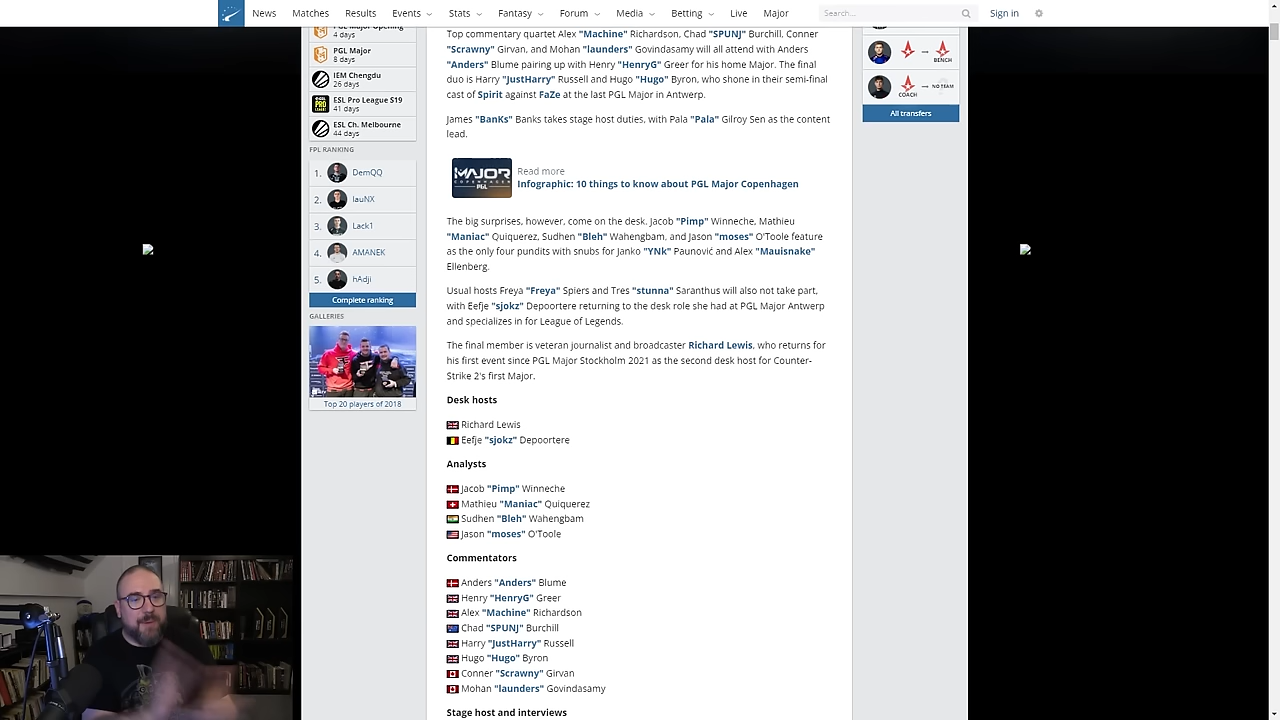 News
Matches
Results
Events
Stats
Fantasy
Forum
Media
Betting
Live
Major
Search...
Sign in
4 days
PGL Major
8 days
IEM Chengdu
26 days
ESL Pro League S19
41 days
ESL Ch. Melbourne
44 days
FPL RANKING
1. DemQQ
2. lauNX
3. Lack1
4. AMANEK
5. hAdji
Complete ranking
GALLERIES
Top 20 players of 2018
Top commentary quartet Alex "Machine" Richardson, Chad "SPUNJ" Burchill, Conner
"Scrawny" Girvan, and Mohan "launders" Govindasamy will all attend with Anders
"Anders" Blume pairing up with Henry "HenryG" Greer for his home Major. The final
duo is Harry "JustHarry" Russell and Hugo "Hugo" Byron, who shone in their semi-final
cast of Spirit against FaZe at the last PGL Major in Antwerp.
James "BanKs" Banks takes stage host duties, with Pala "Pala" Gilroy Sen as the content
lead.
MAJOR
COPENHAGEN
PGL
Read more
Infographic: 10 things to know about PGL Major Copenhagen
The big surprises, however, come on the desk. Jacob "Pimp" Winneche, Mathieu
"Maniac" Quiquerez, Sudhen "Bleh" Wahengbam, and Jason "moses" O'Toole feature
as the only four pundits with snubs for Janko "YNk" Paunović and Alex "Mauisnake"
Ellenberg.
Usual hosts Freya "Freya" Spiers and Tres "stunna" Saranthus will also not take part,
with Eefje "sjokz" Depoortere returning to the desk role she had at PGL Major Antwerp
and specializes in for League of Legends.
The final member is veteran journalist and broadcaster Richard Lewis, who returns for
his first event since PGL Major Stockholm 2021 as the second desk host for Counter-
Strike 2's first Major.
Desk hosts
Richard Lewis
Eefje "sjokz" Depoortere
Analysts
Jacob "Pimp" Winneche
Mathieu "Maniac" Quiquerez
Sudhen "Bleh" Wahengbam
Jason "moses" O'Toole
Commentators
Anders "Anders" Blume
Henry "HenryG" Greer
Alex "Machine" Richardson
Chad "SPUNJ" Burchill
Harry "JustHarry" Russell
Hugo "Hugo" Byron
Conner "Scrawny" Girvan
Mohan "launders" Govindasamy
Stage host and interviews
BENCH
COACH
NO TEAM
All transfers